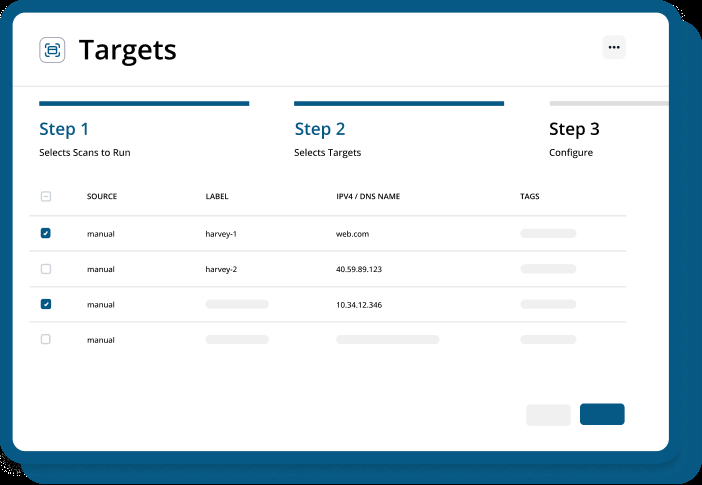 Targets
Step 1
Step 2
Step 3
Selects Scans to Run
Selects Targets
Configure
SOURCE LABEL IPV4 / DNS NAME TAGS
manual harvey-1 web.com
manual harvey-2 40.59.89.123
manual 10.34.12.346
manual